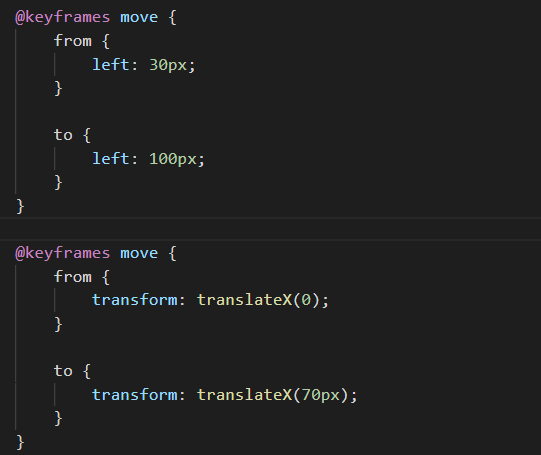 @keyframes move {
    from {
        left: 30px;
    }

    to {
        left: 100px;
    }
}

@keyframes move {
    from {
        transform: translateX(0);
    }

    to {
        transform: translateX(70px);
    }
}